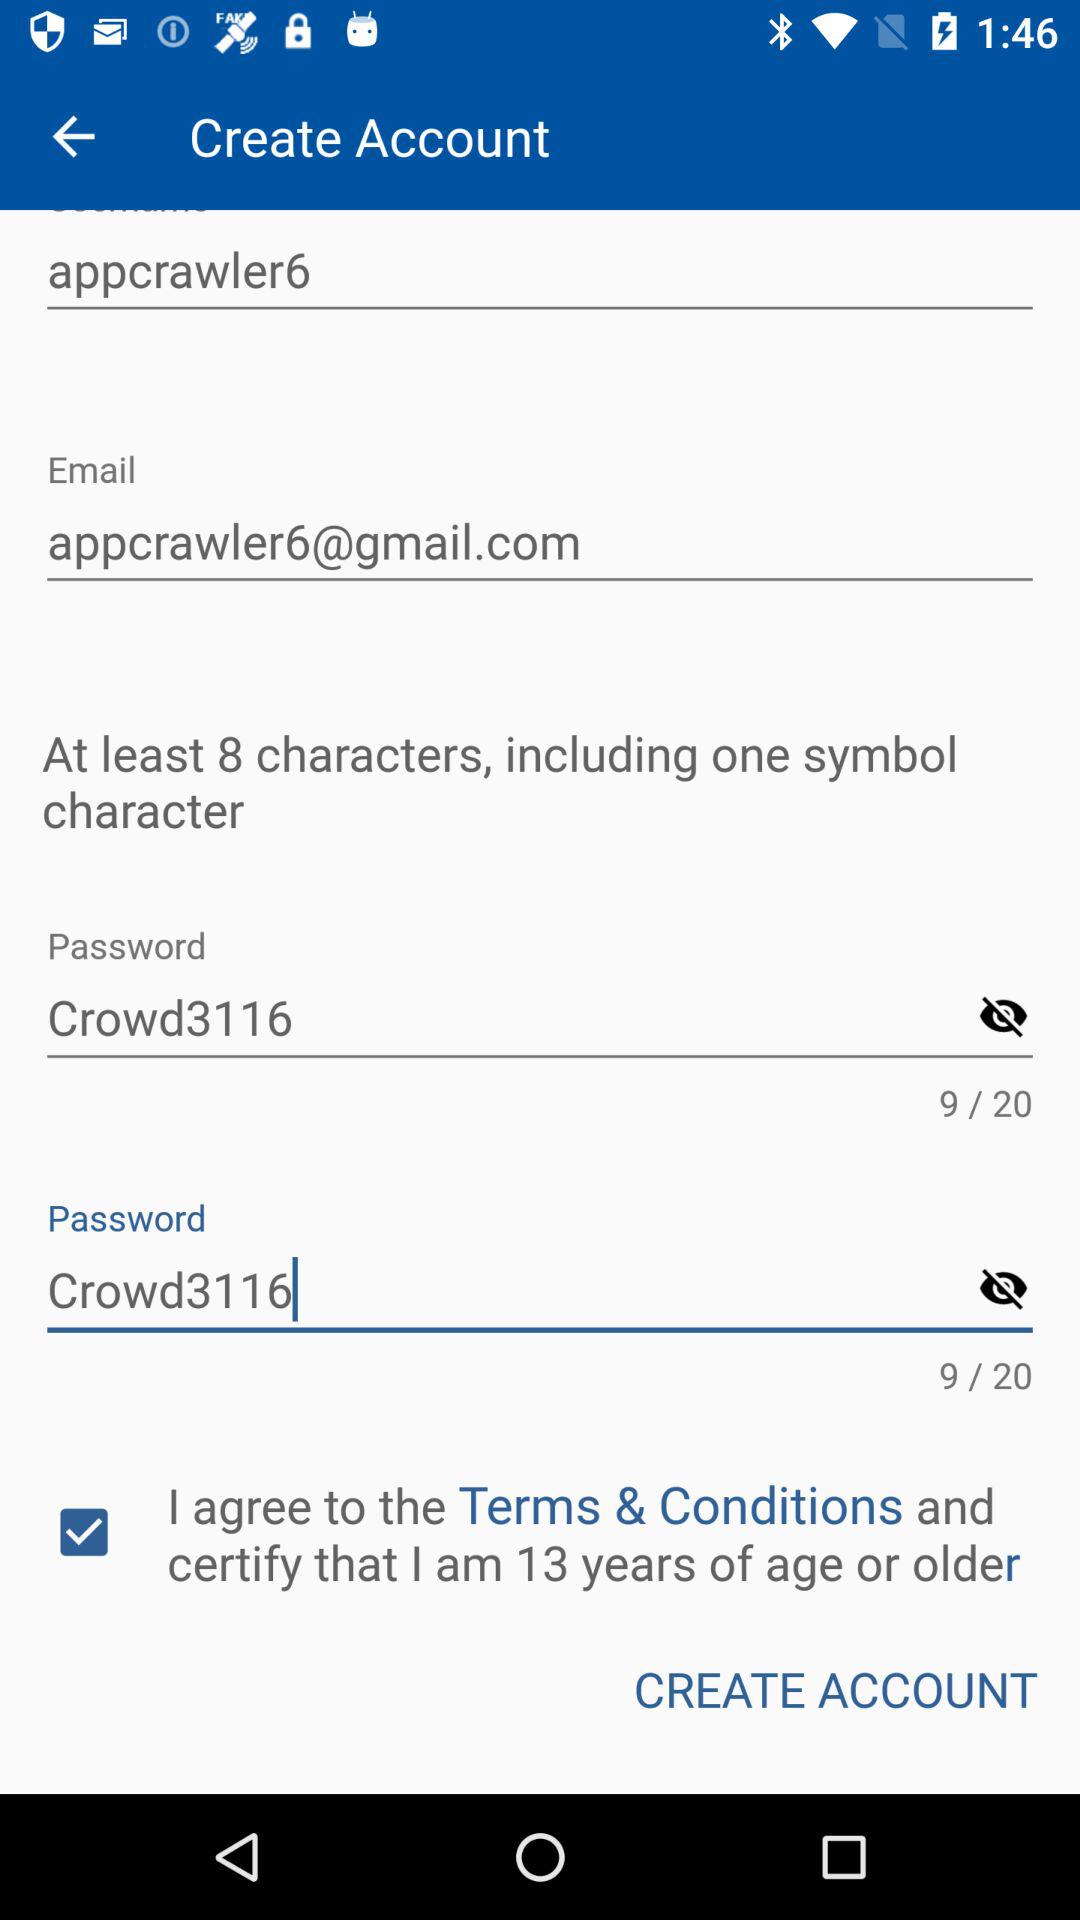 FAKE
1:46
Create Account
appcrawler6
Email
appcrawler6@gmail.com
At least 8 characters, including one symbol
character
Password
Crowd3116
9 / 20
Password
Crowd3116
9 / 20
I agree to the Terms & Conditions and
certify that I am 13 years of age or older
CREATE ACCOUNT